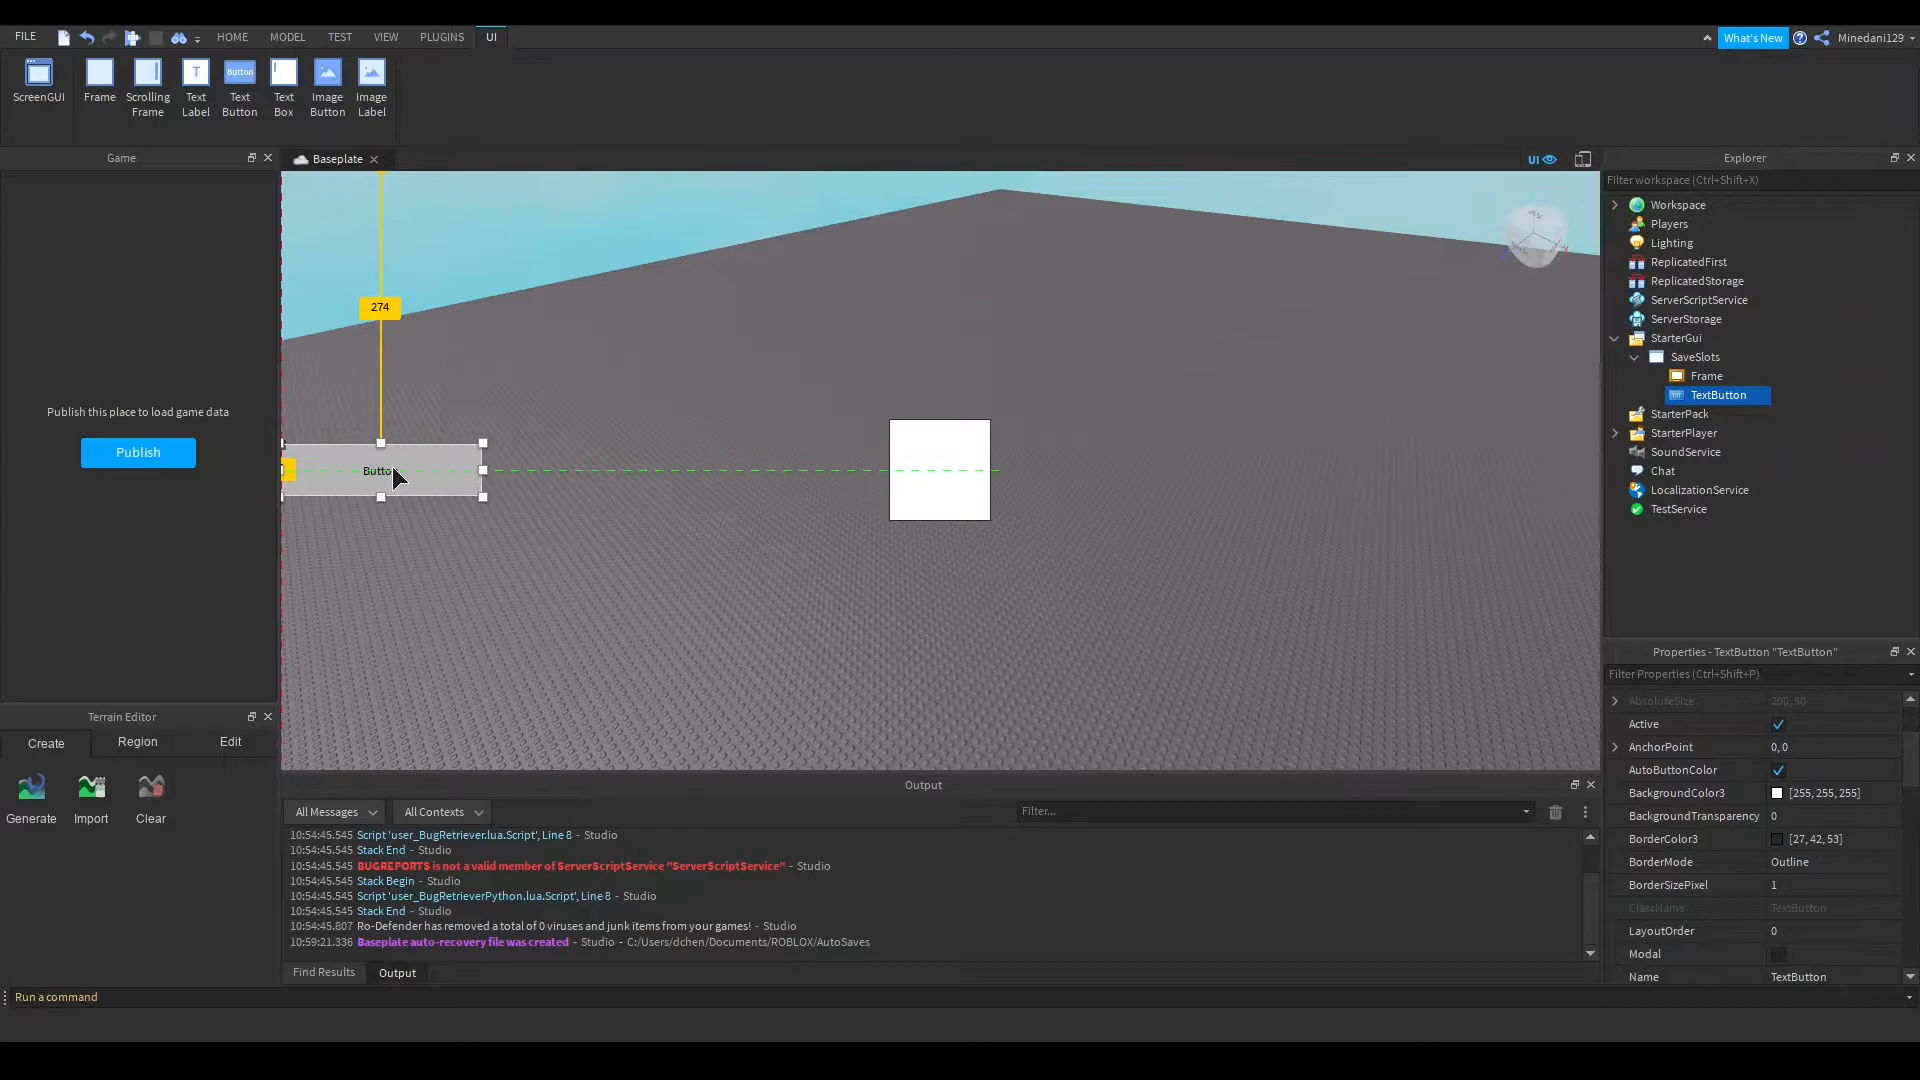 FILE HOME MODEL TEST VIEW PLUGINS UI What's New Minedani129
ScreenGUI Frame Scrolling Frame Text Label Text Button Button Text Box Image Button Image Label
Game
Baseplate
UI
Explorer
Filter workspace (Ctrl+Shift+X)
Workspace
Players
Lighting
ReplicatedFirst
ReplicatedStorage
ServerScriptService
ServerStorage
StarterGui
SaveSlots
Frame
TextButton
StarterPack
StarterPlayer
SoundService
Chat
LocalizationService
TestService
274
Publish this place to load game data
Publish
Butto
Properties - TextButton "TextButton"
Filter Properties (Ctrl+Shift+P)
AbsoluteSize 200, 50
Active
AnchorPoint 0, 0
AutoButtonColor
BackgroundColor3 [255, 255, 255]
BackgroundTransparency 0
BorderColor3 [27, 42, 53]
BorderMode Outline
BorderSizePixel 1
ClassName TextButton
LayoutOrder 0
Modal
Name TextButton
Terrain Editor
Create Region Edit
Generate Import Clear
Output
All Messages All Contexts Filter...
10:54:45.545 Script 'user_BugRetriever.lua.Script', Line 8 - Studio
10:54:45.545 Stack End - Studio
10:54:45.545 BUGREPORTS is not a valid member of ServerScriptService "ServerScriptService" - Studio
10:54:45.545 Stack Begin - Studio
10:54:45.545 Script 'user_BugRetrieverPython.lua.Script', Line 8 - Studio
10:54:45.545 Stack End - Studio
10:54:45.807 Ro-Defender has removed a total of 0 viruses and junk items from your games! - Studio
10:59:21.336 Baseplate auto-recovery file was created - Studio - C:/Users/dchen/Documents/ROBLOX/AutoSaves
Find Results Output
Run a command